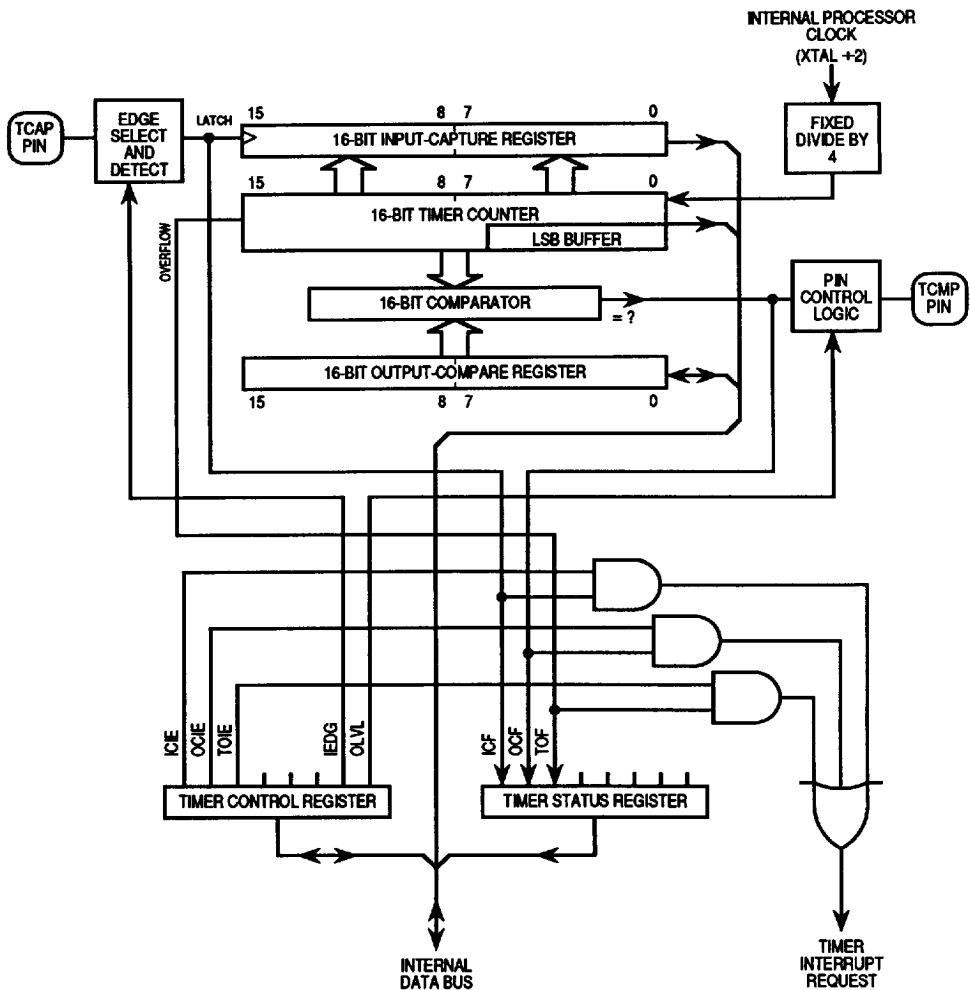 INTERNAL PROCESSOR
CLOCK
(XTAL ÷2)
TCAP
PIN
EDGE
SELECT
AND
DETECT
LATCH
15
8 7
0
16-BIT INPUT-CAPTURE REGISTER
FIXED
DIVIDE BY
4
15
8 7
0
16-BIT TIMER COUNTER
LSB BUFFER
OVERFLOW
16-BIT COMPARATOR
= ?
PIN
CONTROL
LOGIC
TCMP
PIN
16-BIT OUTPUT-COMPARE REGISTER
15
8 7
0
ICIE
OCIE
TOIE
IEDG
OLVL
ICF
OCF
TOF
TIMER CONTROL REGISTER
TIMER STATUS REGISTER
INTERNAL
DATA BUS
TIMER
INTERRUPT
REQUEST